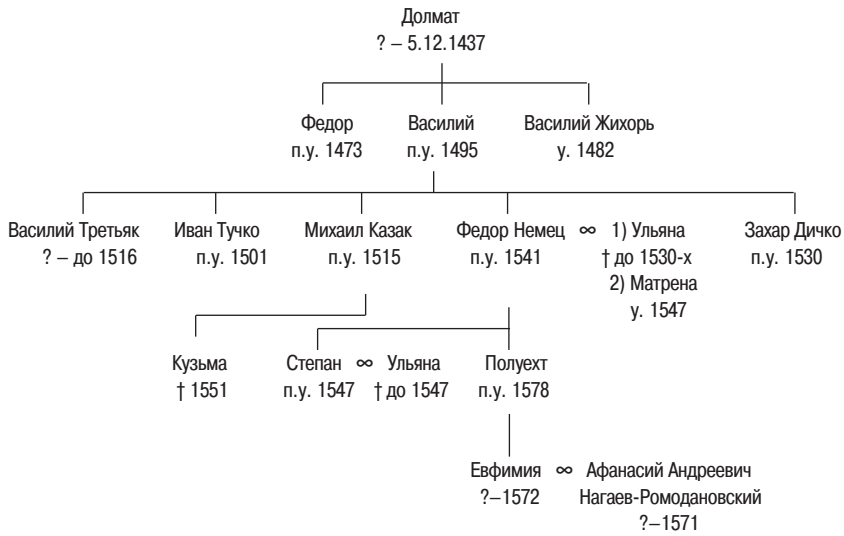 Долмат
? – 5.12.1437
Федор Василий Василий Жихорь
п.у. 1473 п.у. 1495 у. 1482
Василий Третьяк Иван Тучко Михаил Казак Федор Немец ∞ 1) Ульяна Захар Дичко
? – до 1516 п.у. 1501 п.у. 1515 п.у. 1541 † до 1530-х п.у. 1530
2) Матрена
у. 1547
Кузьма Степан ∞ Ульяна Полуехт
† 1551 п.у. 1547 † до 1547 п.у. 1578
Евфимия ∞ Афанасий Андреевич
?–1572 Нагаев-Ромодановский
?–1571